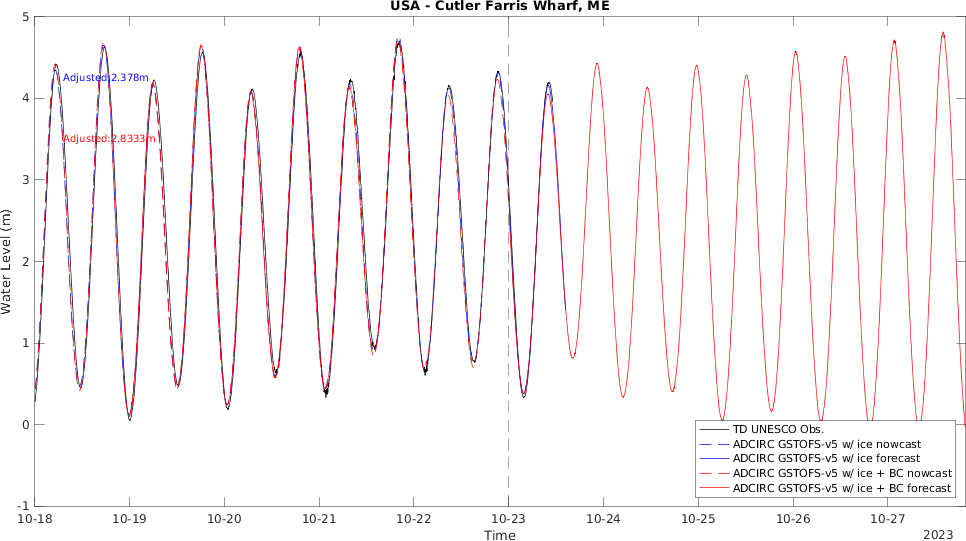 USA - Cutler Farris Wharf, ME
5
4
3
2
1
0
-1
Water Level (m)
Adjusted:2.378m
Adjusted:2.8333m
TD UNESCO Obs.
ADCIRC GSTOFS-v5 w/ ice nowcast
ADCIRC GSTOFS-v5 w/ ice forecast
ADCIRC GSTOFS-v5 w/ ice + BC nowcast
ADCIRC GSTOFS-v5 w/ ice + BC forecast
10-18 10-19 10-20 10-21 10-22 10-23 10-24 10-25 10-26 10-27
Time
2023